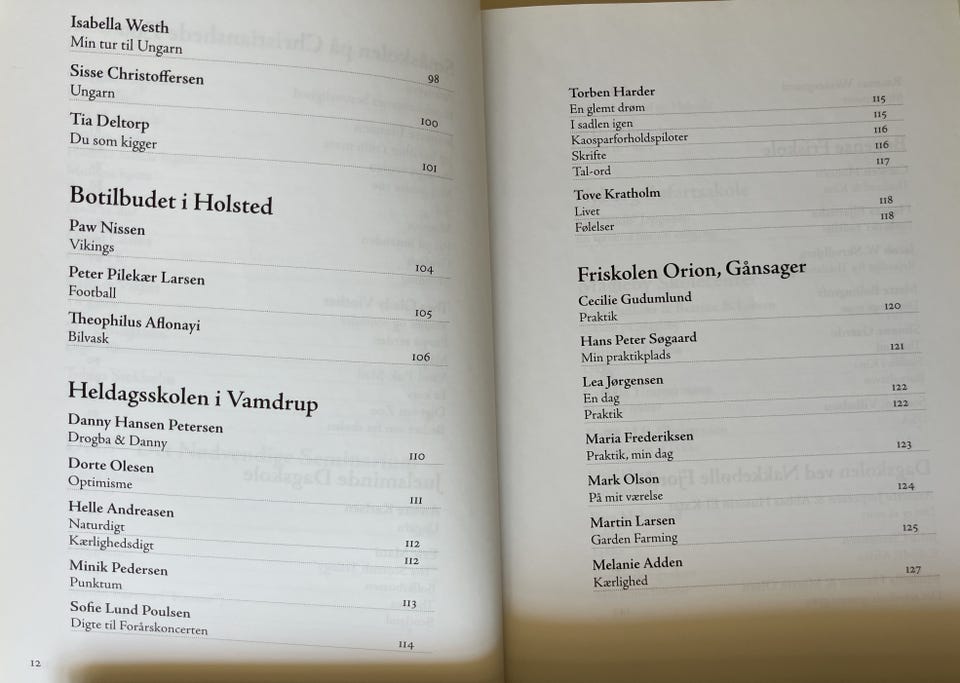 Isabella Westh
Min tur til Ungarn 98
Sisse Christoffersen
Ungarn 100
Tia Deltorp
Du som kigger 101
Botilbudet i Holsted
Paw Nissen
Vikings 104
Peter Pilekær Larsen
Football 105
Theophilus Aflonayi
Bilvask 106
Heldagsskolen i Vamdrup
Danny Hansen Petersen
Drogba & Danny 110
Dorte Olesen
Optimisme 111
Helle Andreasen
Naturdigt 112
Kærlighedsdigt 112
Minik Pedersen
Punktum 113
Sofie Lund Poulsen
Digte til Forårskoncerten 114
12
Torben Harder
En glemt drøm 115
I sadlen igen 115
Kaosparforholdspiloter 116
Skrifte 116
Tal-ord 117
Tove Kratholm
Livet 118
Følelser 118
Friskolen Orion, Gånsager
Cecilie Gudumlund
Praktik 120
Hans Peter Søgaard
Min praktikplads 121
Lea Jørgensen
En dag 122
Praktik 122
Maria Frederiksen
Praktik, min dag 123
Mark Olson
På mit værelse 124
Martin Larsen
Garden Farming 125
Melanie Adden
Kærlighed 127